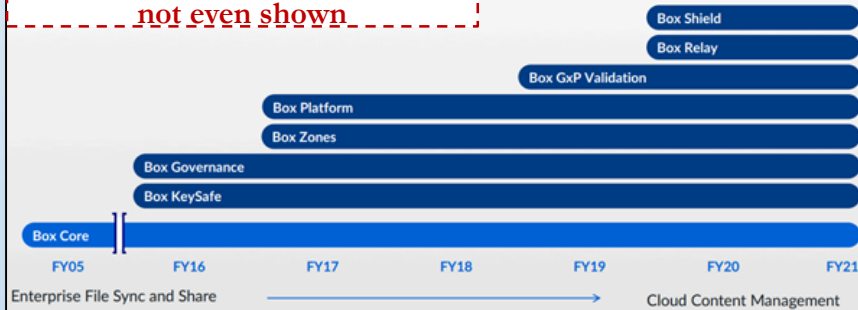 not even shown
Box Shield
Box Relay
Box GxP Validation
Box Platform
Box Zones
Box Governance
Box KeySafe
Box Core
FY05 FY16 FY17 FY18 FY19 FY20 FY21
Enterprise File Sync and Share Cloud Content Management